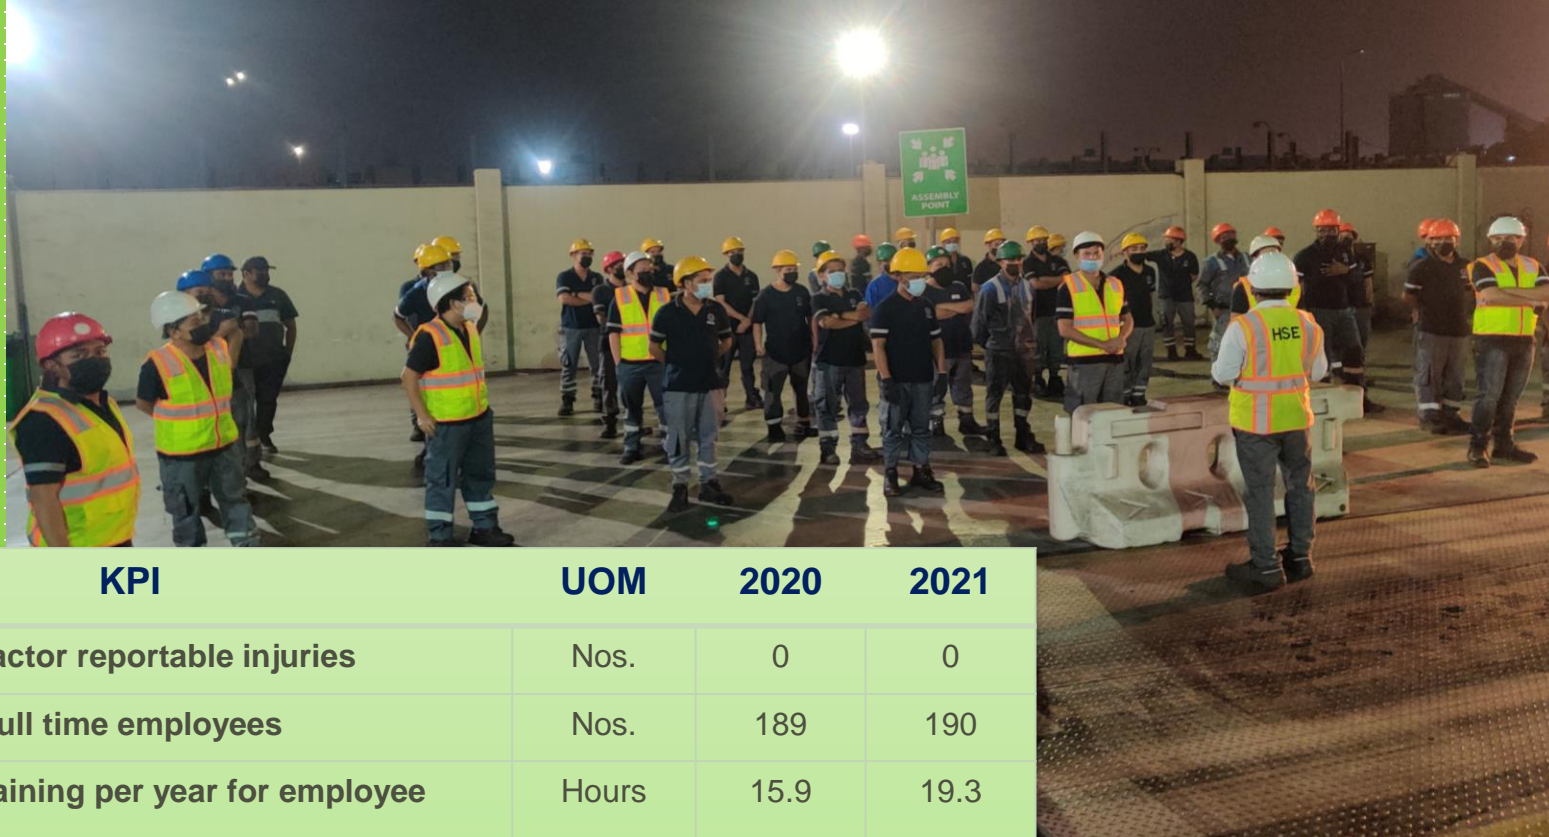 ASSEMBLY
POINT
HSE
KPI UOM 2020 2021
actor reportable injuries Nos. 0 0
ull time employees Nos. 189 190
aining per year for employee Hours 15.9 19.3